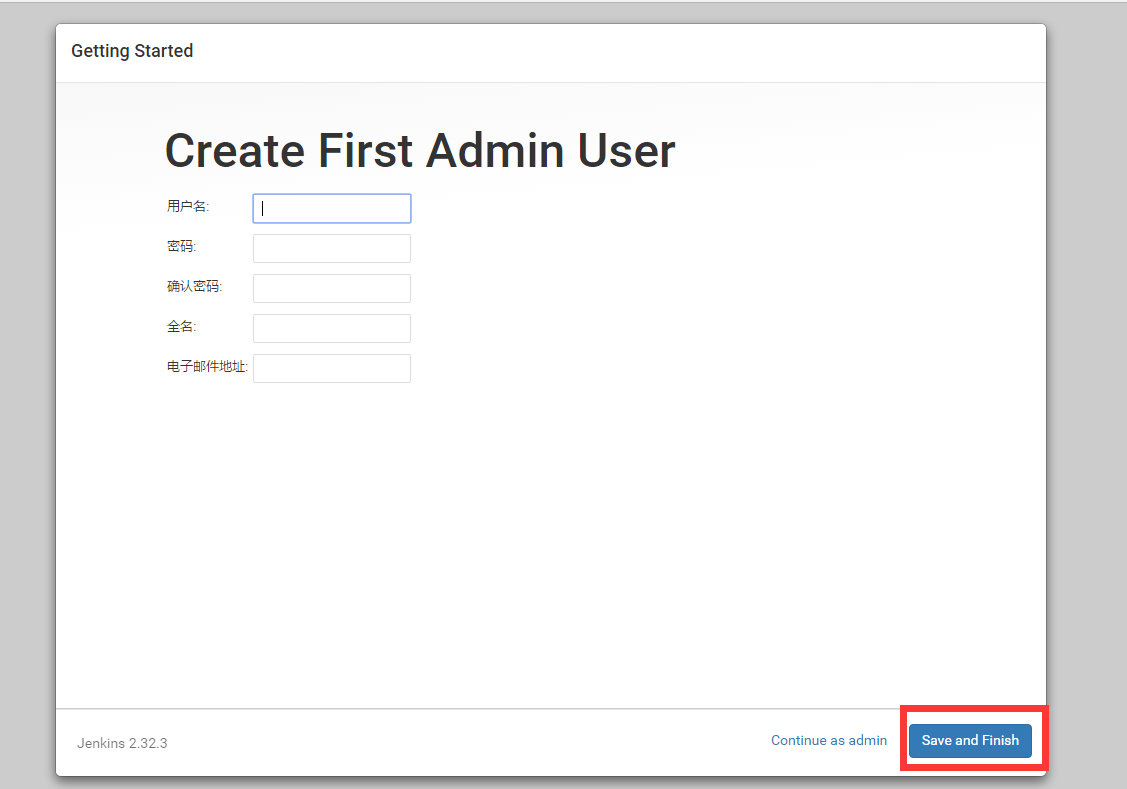 Getting Started
Create First Admin User
用户名:
密码:
确认密码:
全名:
电子邮件地址:
Jenkins 2.32.3
Continue as admin
Save and Finish